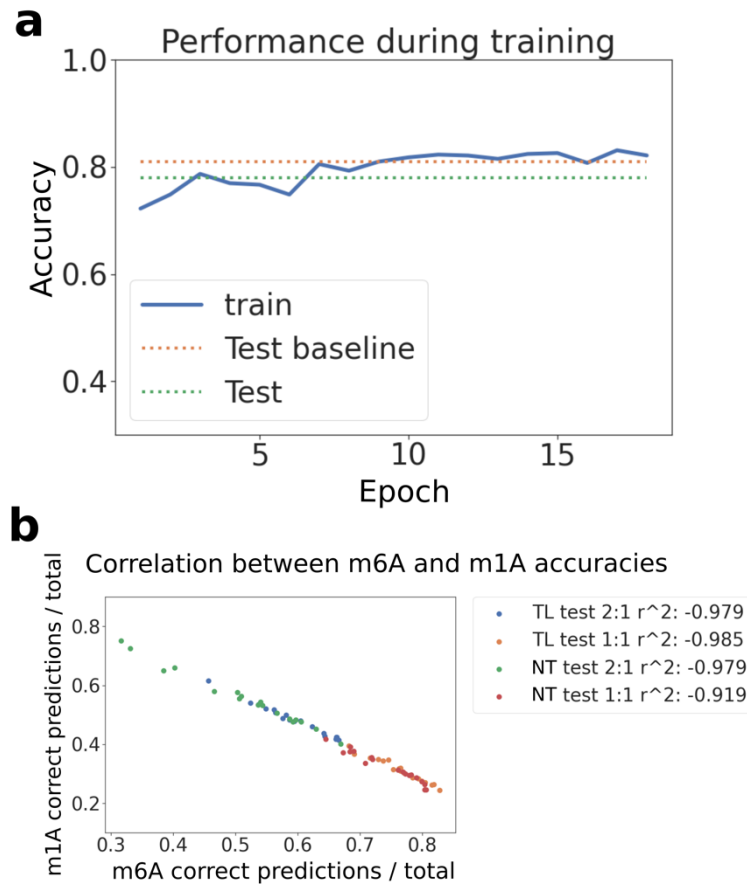 a
Performance during training
1.0
0.8
0.6
0.4
Accuracy
train
Test baseline
Test
5 10 15
Epoch
b
Correlation between m6A and m1A accuracies
m1A correct predictions / total
0.8
0.6
0.4
0.2
0.3 0.4 0.5 0.6 0.7 0.8
m6A correct predictions / total
TL test 2:1 r^2: -0.979
TL test 1:1 r^2: -0.985
NT test 2:1 r^2: -0.979
NT test 1:1 r^2: -0.919